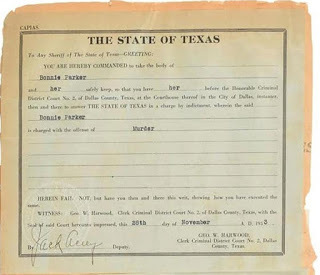 CAPIAS
THE STATE OF TEXAS
To Any Sheriff of The State of Texas—GREETING:
YOU ARE HEREBY COMMANDED to take the body of
Bonnie Parker
and her safely keep, so that you have her before the Honorable Criminal
District Court No. 2, of Dallas County, Texas, at the Courthouse thereof in the City of Dallas, instanter,
then and there to answer THE STATE OF TEXAS in a charge by indictment, wherein the said
Bonnie Parker
is charged with the offense of Murder
HEREIN FAIL NOT, but have you then and there this writ, showing how you have executed the
same.
WITNESS: Geo. W. Harwood, Clerk Criminal District Court No. 2, of Dallas County, Texas, with the
Seal of said Court hereunto impressed, this 28th day of November A. D. 1933
GEO. W. HARWOOD,
Clerk Criminal District Court No. 2, Dallas
County, Texas.
By Deputy.